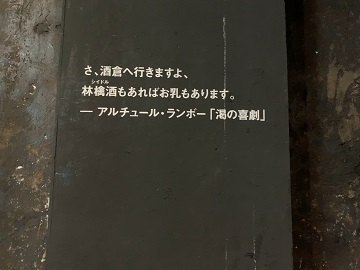 さ、酒倉へ行きますよ、
シイドル
林檎酒もあればお乳もあります。
― アルチュール・ランボー「渇の喜劇」